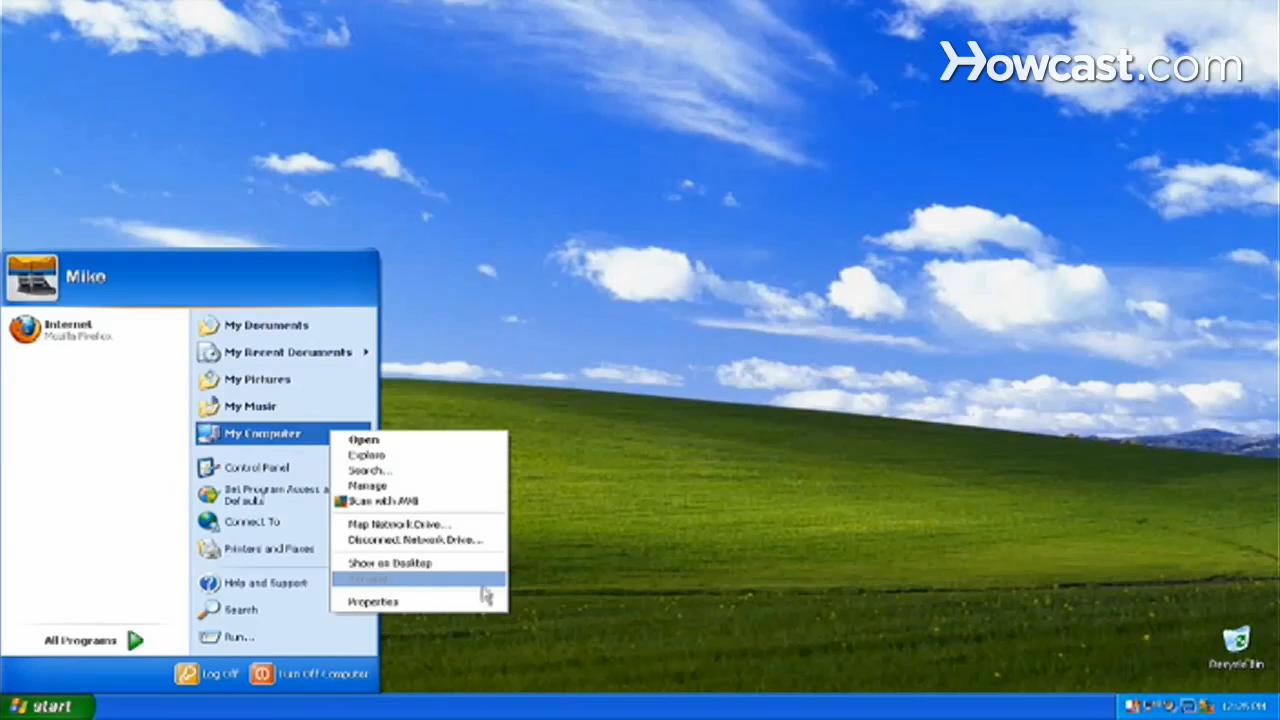 Howcast.com
Mike
Internet
Mozilla Firefox
My Documents
My Recent Documents
My Pictures
My Music
My Computer
Control Panel
Set Program Access a
Defaults
Connect To
Printers and Faxes
Help and Support
Search
Run...
All Programs
Log Off
Turn Off Computer
Open
Explore
Search...
Manage
Scan with AVG
Map Network Drive...
Disconnect Network Drive...
Show on Desktop
Properties
Recycle Bin
start